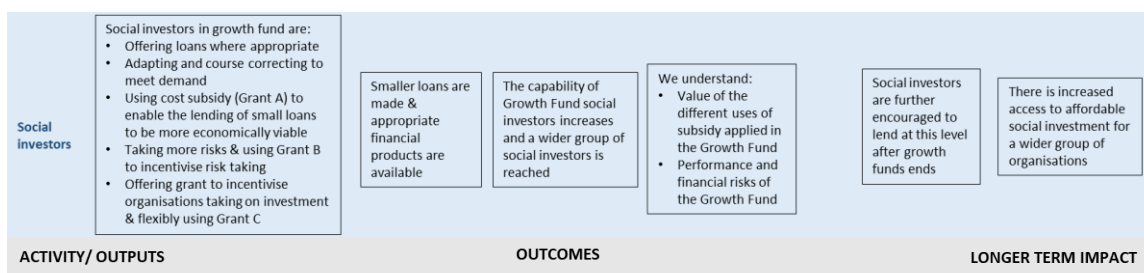 Social
investors
Social investors in growth fund are:
• Offering loans where appropriate
• Adapting and course correcting to
meet demand
• Using cost subsidy (Grant A) to
enable the lending of small loans
to be more economically viable
• Taking more risks & using Grant B
to incentivise risk taking
• Offering grant to incentivise
organisations taking on investment
& flexibly using Grant C
Smaller loans are
made &
appropriate
financial
products are
available
The capability of
Growth Fund social
investors increases
and a wider group of
social investors is
reached
We understand:
• Value of the
different uses of
subsidy applied in
the Growth Fund
• Performance and
financial risks of
the Growth Fund
Social investors
are further
encouraged to
lend at this level
after growth
funds ends
There is increased
access to affordable
social investment for
a wider group of
organisations
ACTIVITY/ OUTPUTS
OUTCOMES
LONGER TERM IMPACT